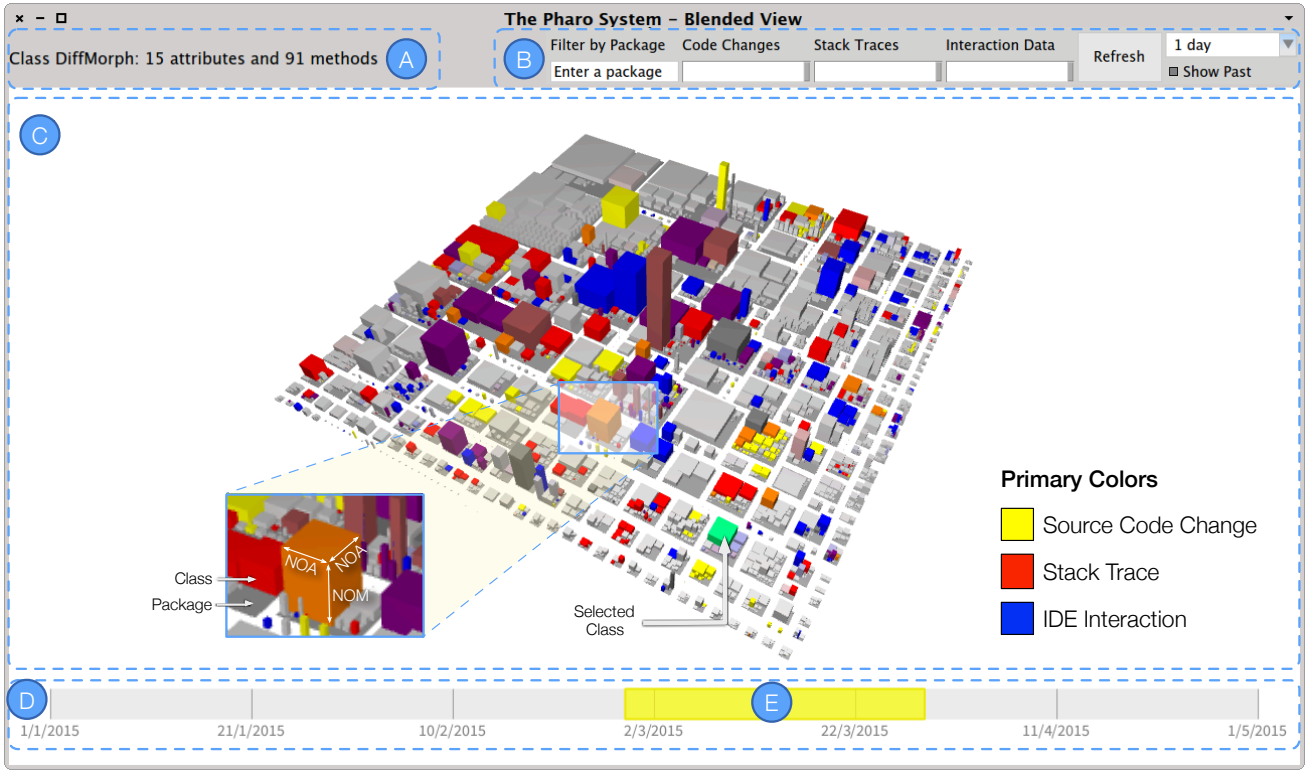 The Pharo System – Blended View
Class DiffMorph: 15 attributes and 91 methods
A
B
Filter by Package
Code Changes
Stack Traces
Interaction Data
Enter a package
Refresh
1 day
Show Past
C
Primary Colors
Source Code Change
Stack Trace
IDE Interaction
NOA
NOA
NOM
Class
Package
Selected
Class
D
E
1/1/2015
21/1/2015
10/2/2015
2/3/2015
22/3/2015
11/4/2015
1/5/2015